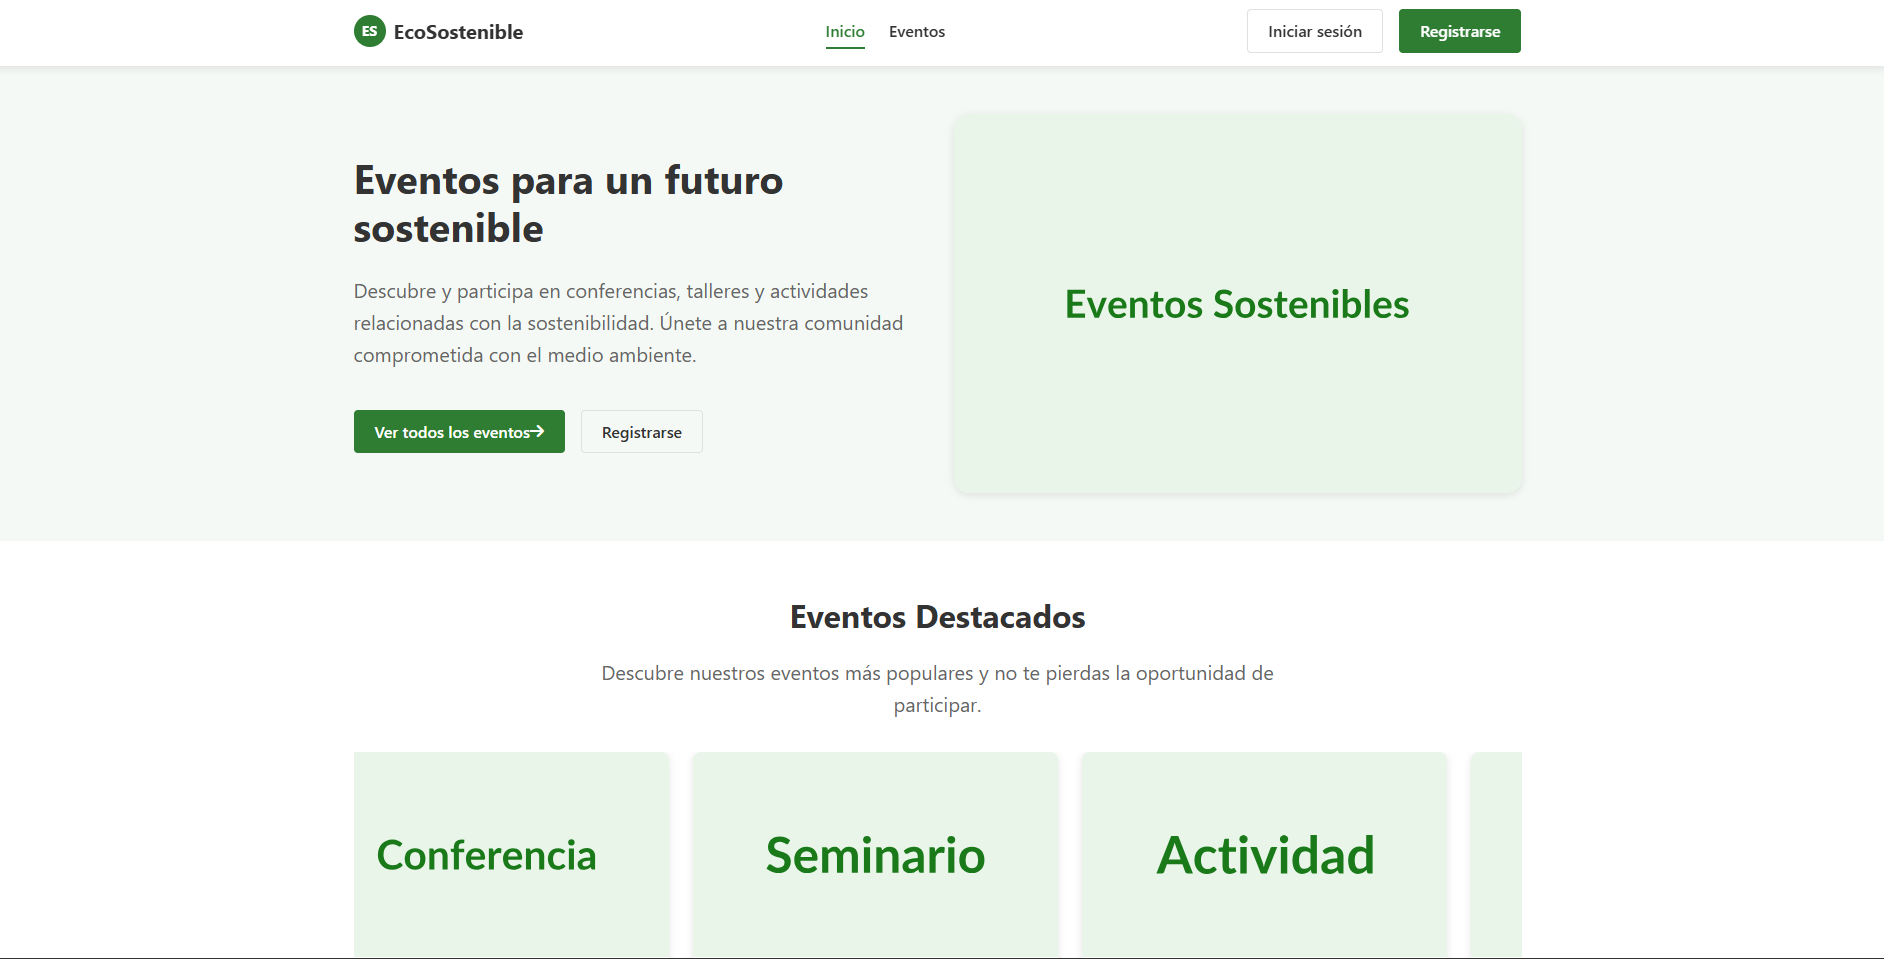 ES EcoSostenible
Inicio Eventos
Iniciar sesión Registrarse
Eventos para un futuro
sostenible
Descubre y participa en conferencias, talleres y actividades
relacionadas con la sostenibilidad. Únete a nuestra comunidad
comprometida con el medio ambiente.
Ver todos los eventos→ Registrarse
Eventos Sostenibles
Eventos Destacados
Descubre nuestros eventos más populares y no te pierdas la oportunidad de
participar.
Conferencia Seminario Actividad